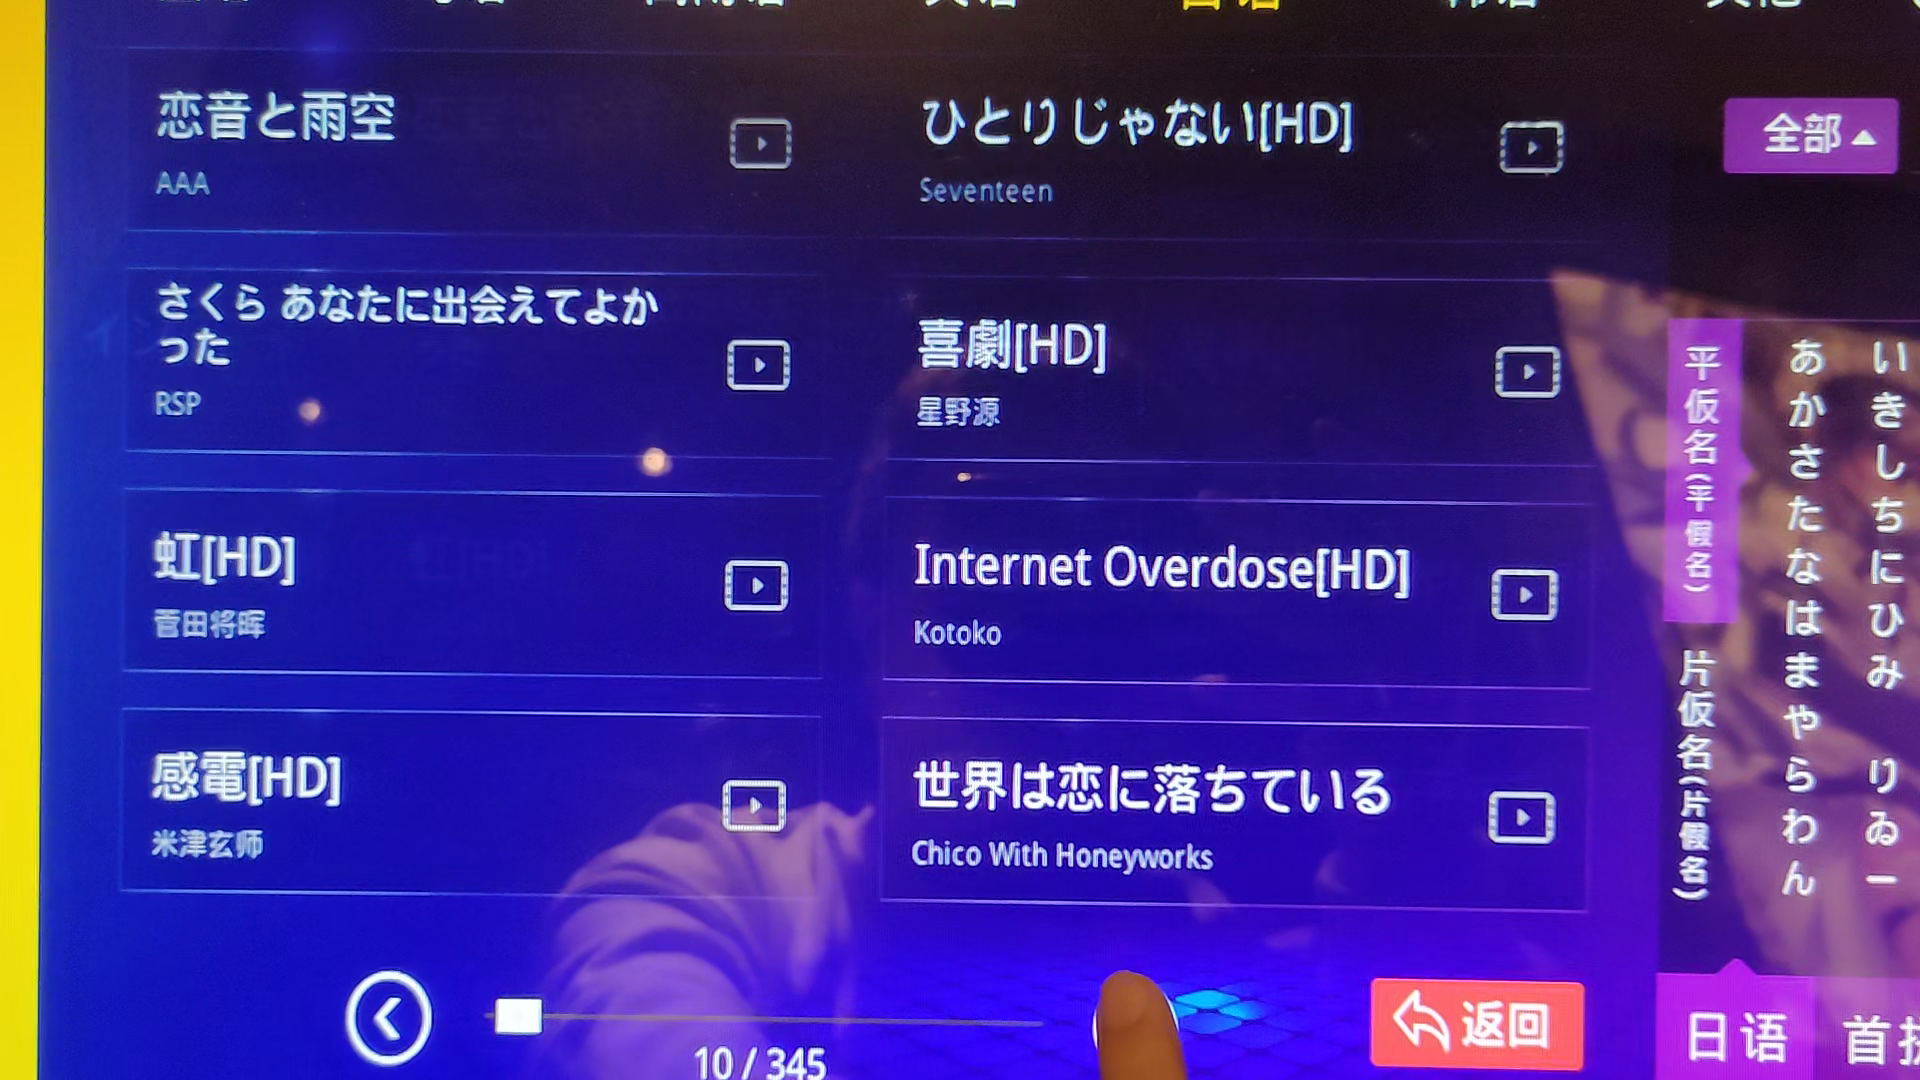 日语
恋音と雨空
AAA
ひとりじゃない[HD]
Seventeen
全部▲
さくら あなたに出会えてよか
った
RSP
喜劇[HD]
星野源
虹[HD]
菅田将晖
Internet Overdose[HD]
Kotoko
感電[HD]
米津玄师
世界は恋に落ちている
Chico With Honeyworks
平仮名(平假名)
片仮名(片假名)
あかさたなはまやらわん
いきしちにひみ りゐー
10 / 345
返回
日语
首